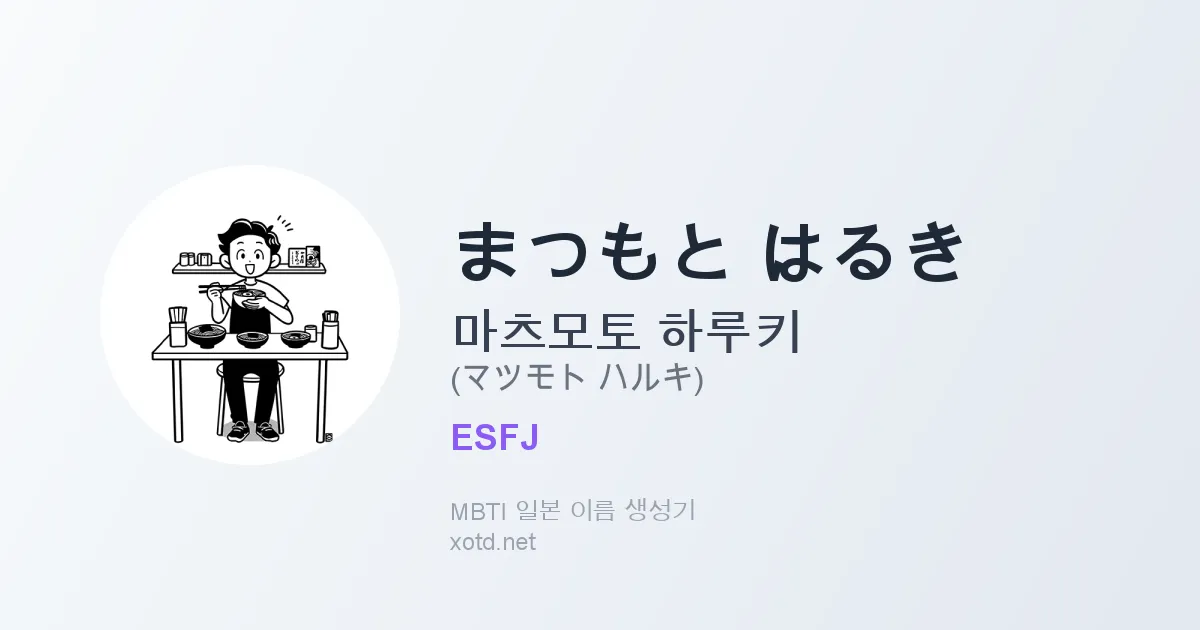 まつもと はるき
마츠모토 하루키
(マツモト ハルキ)
ESFJ
MBTI 일본 이름 생성기
xotd.net